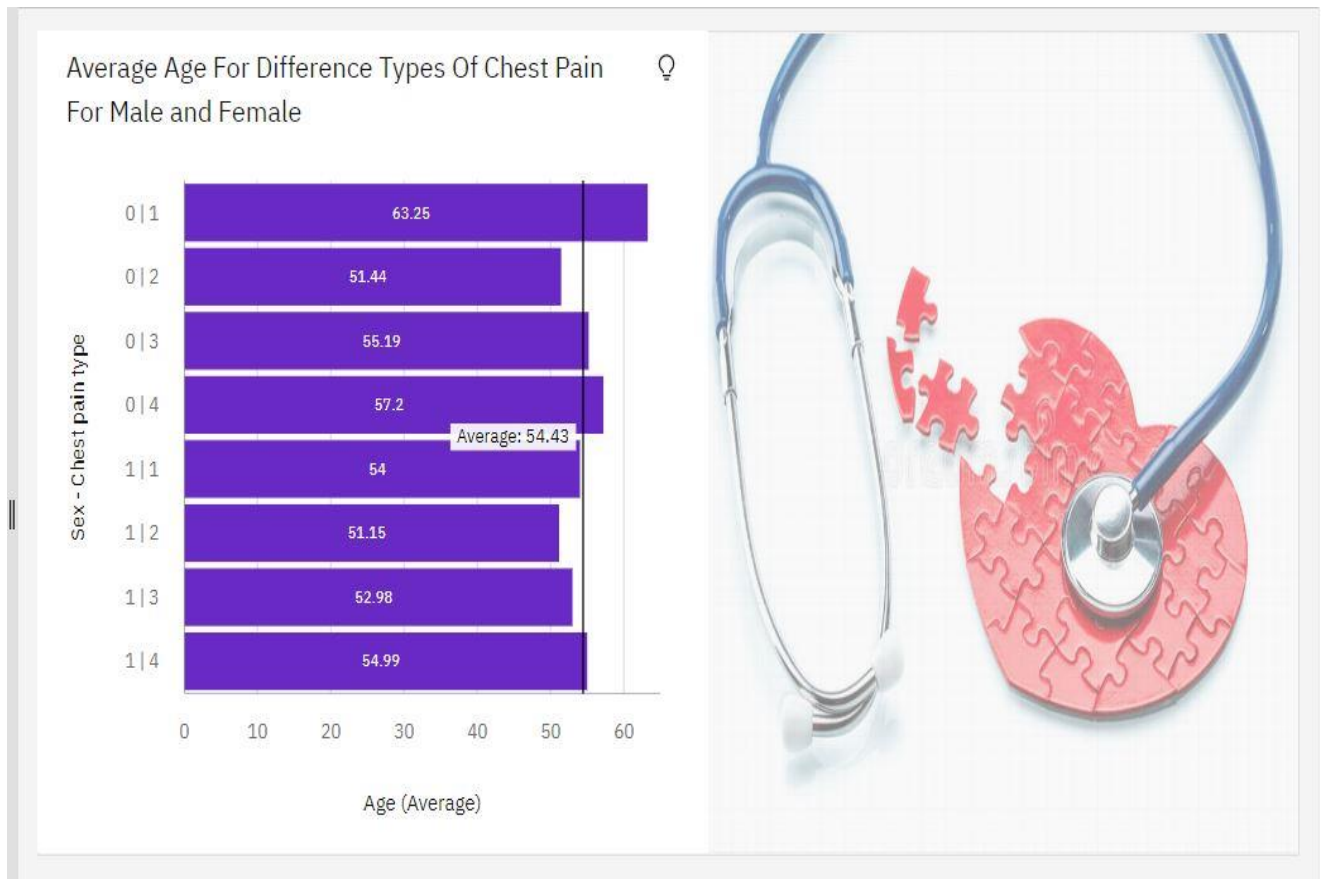 Average Age For Difference Types Of Chest Pain
For Male and Female
Sex - Chest pain type
0|1
63.25
0|2
51.44
0|3
55.19
0|4
57.2
Average: 54.43
1|1
54
1|2
51.15
1|3
52.98
1|4
54.99
0 10 20 30 40 50 60
Age (Average)